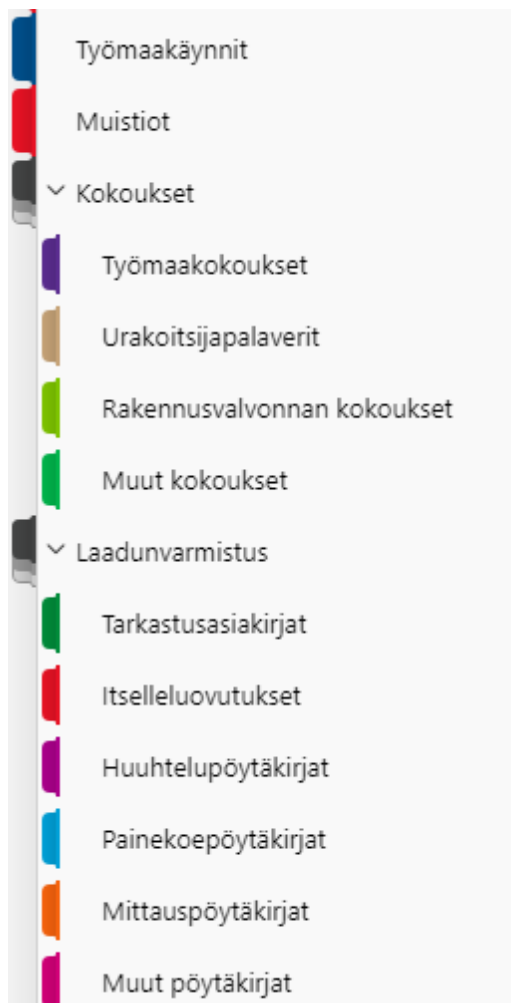 Työmaakäynnit
Muistiot
Kokoukset
Työmaakokoukset
Urakoitsijapalaverit
Rakennusvalvonnan kokoukset
Muut kokoukset
Laadunvarmistus
Tarkastusasiakirjat
Itselleluovutukset
Huuhtelupöytäkirjat
Painekoepöytäkirjat
Mittauspöytäkirjat
Muut pöytäkirjat